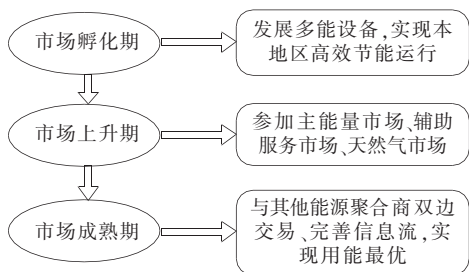 市场孵化期
发展多能设备,实现本
地区高效节能运行
市场上升期
参加主能量市场、辅助
服务市场、天然气市场
市场成熟期
与其他能源聚合商双边
交易、完善信息流,实
现用能最优